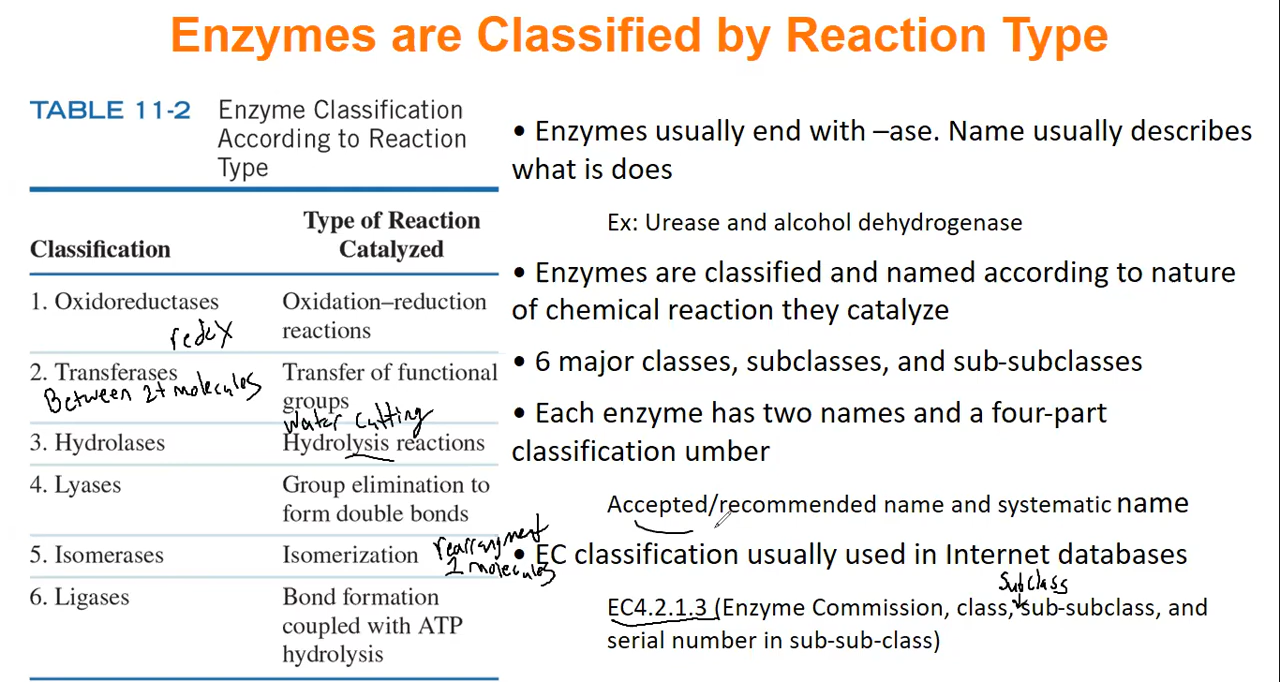 Enzymes are Classified by Reaction Type
TABLE 11-2 Enzyme Classification
According to Reaction
Type
Classification
Type of Reaction
Catalyzed
1. Oxidoreductases
redox
Oxidation–reduction
reactions
2. Transferases
Between 2+ molecules
Transfer of functional
groups
water cutting
3. Hydrolases
Hydrolysis reactions
4. Lyases
Group elimination to
form double bonds
5. Isomerases
Isomerization
rearrangment
molecules
6. Ligases
Bond formation
coupled with ATP
hydrolysis
• Enzymes usually end with –ase. Name usually describes
what is does
Ex: Urease and alcohol dehydrogenase
• Enzymes are classified and named according to nature
of chemical reaction they catalyze
• 6 major classes, subclasses, and sub-subclasses
• Each enzyme has two names and a four-part
classification umber
Accepted/recommended name and systematic name
• EC classification usually used in Internet databases
Subclass
EC4.2.1.3 (Enzyme Commission, class, sub-subclass, and
serial number in sub-sub-class)